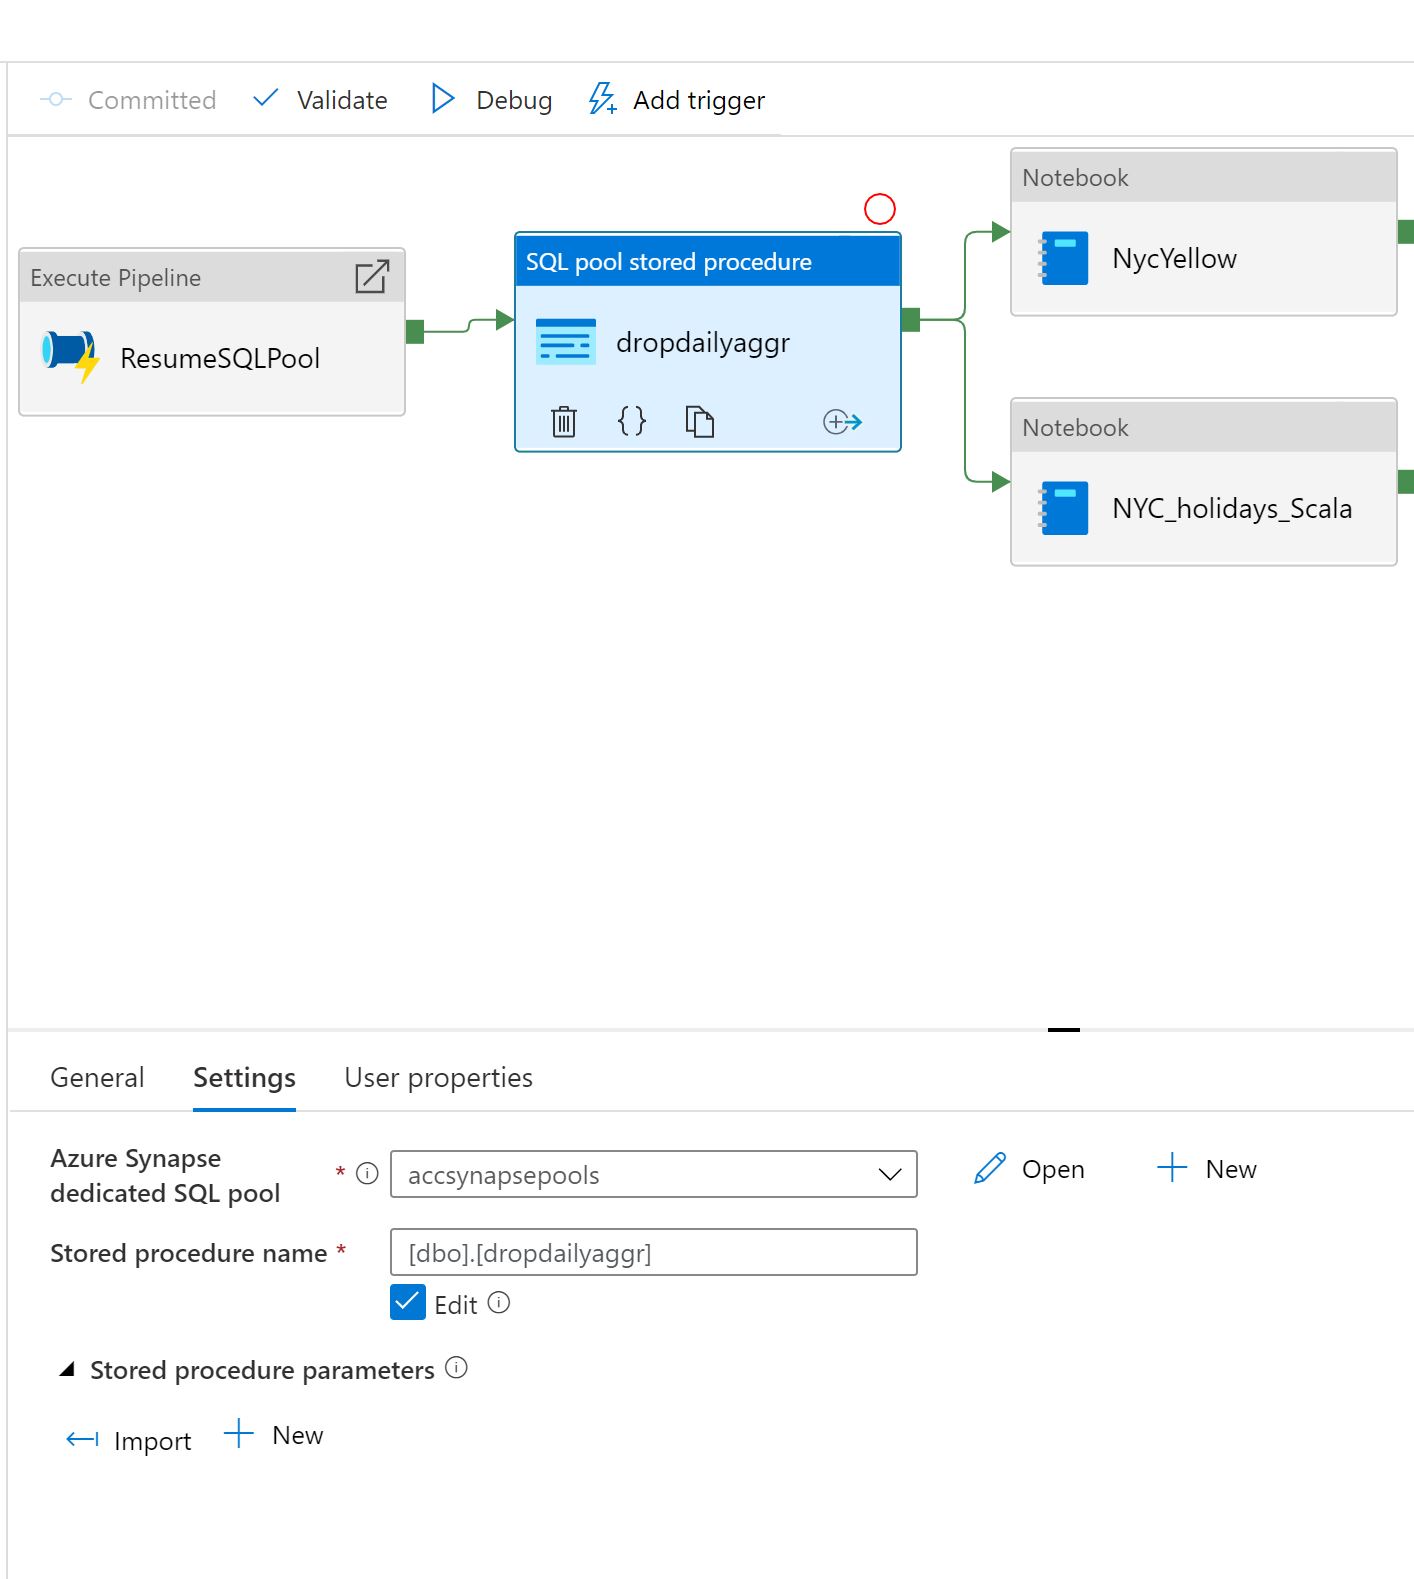 Committed Validate Debug Add trigger
Execute Pipeline
ResumeSQLPool
SQL pool stored procedure
dropdailyaggr
Notebook
NycYellow
Notebook
NYC_holidays_Scala
General Settings User properties
Azure Synapse
dedicated SQL pool * accsynapsepools Open New
Stored procedure name * [dbo].[dropdailyaggr]
Edit
Stored procedure parameters
Import New